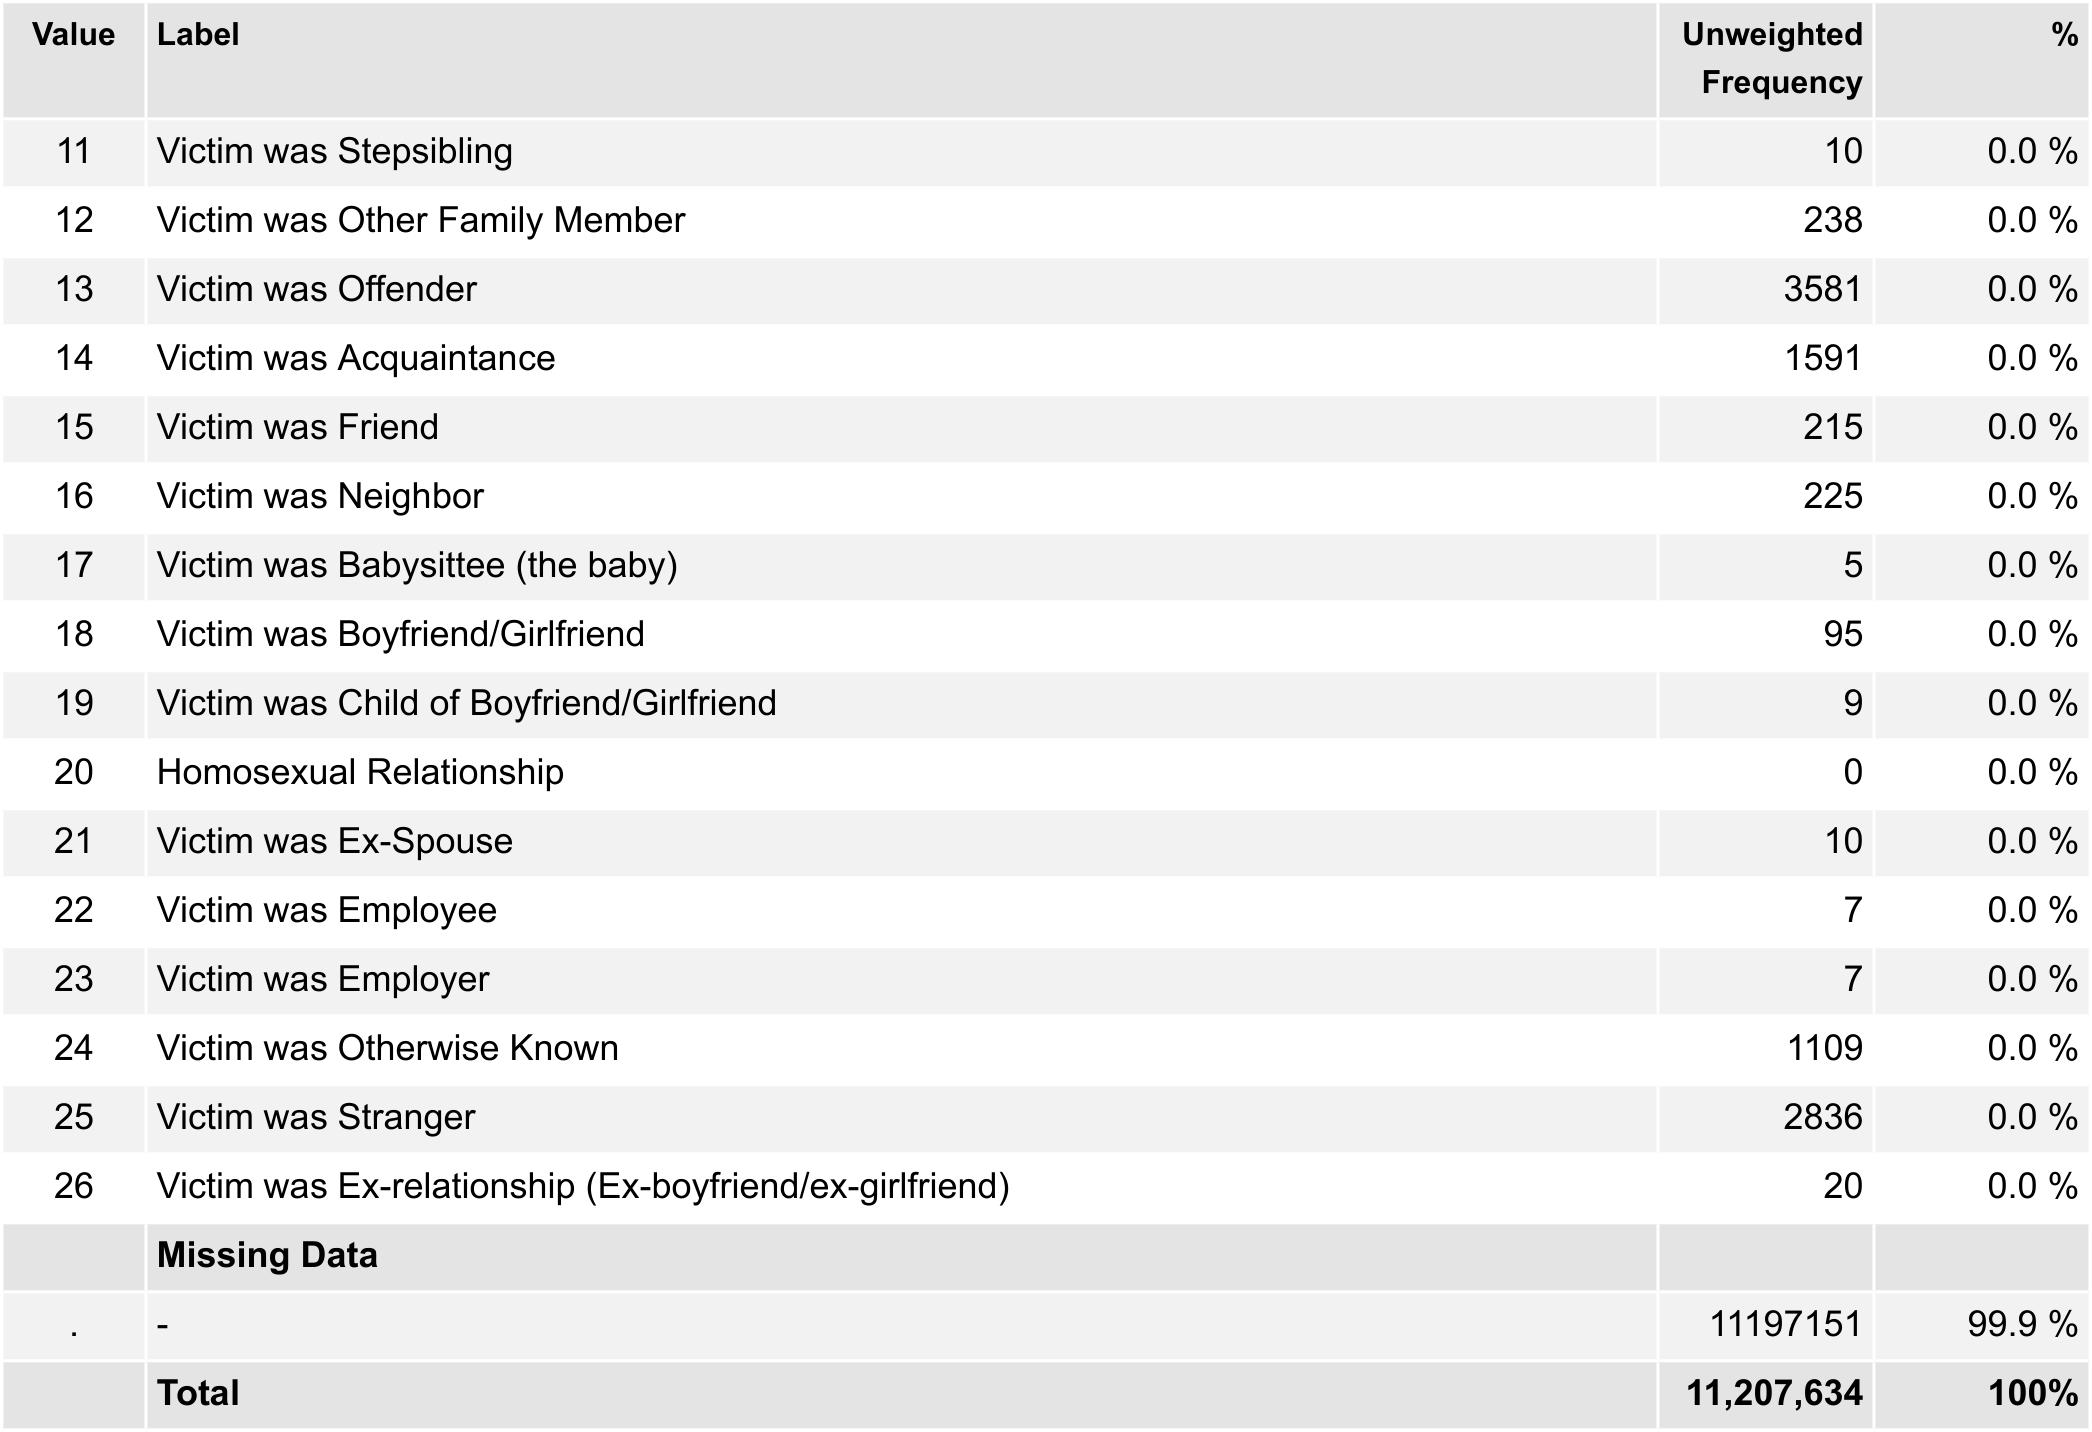 Value Label Unweighted Frequency %
11 Victim was Stepsibling 10 0.0 %
12 Victim was Other Family Member 238 0.0 %
13 Victim was Offender 3581 0.0 %
14 Victim was Acquaintance 1591 0.0 %
15 Victim was Friend 215 0.0 %
16 Victim was Neighbor 225 0.0 %
17 Victim was Babysittee (the baby) 5 0.0 %
18 Victim was Boyfriend/Girlfriend 95 0.0 %
19 Victim was Child of Boyfriend/Girlfriend 9 0.0 %
20 Homosexual Relationship 0 0.0 %
21 Victim was Ex-Spouse 10 0.0 %
22 Victim was Employee 7 0.0 %
23 Victim was Employer 7 0.0 %
24 Victim was Otherwise Known 1109 0.0 %
25 Victim was Stranger 2836 0.0 %
26 Victim was Ex-relationship (Ex-boyfriend/ex-girlfriend) 20 0.0 %
Missing Data
. - 11197151 99.9 %
Total 11,207,634 100%